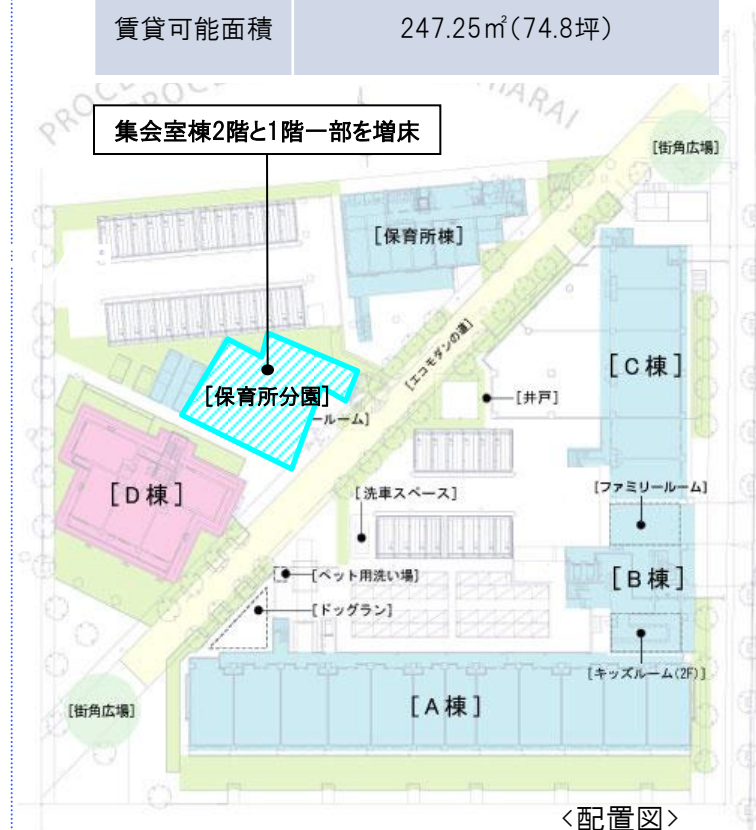 賃貸可能面積 247.25㎡(74.8坪)
集会室棟2階と1階一部を増床
[街角広場]
[保育所棟]
[エコモダンの道]
[C棟]
[保育所分園]
ールーム]
[井戸]
[D棟]
[洗車スペース]
[ファミリールーム]
[ペット用洗い場]
[B棟]
[ドッグラン]
[キッズルーム(2F)]
[街角広場]
[A棟]
<配置図>